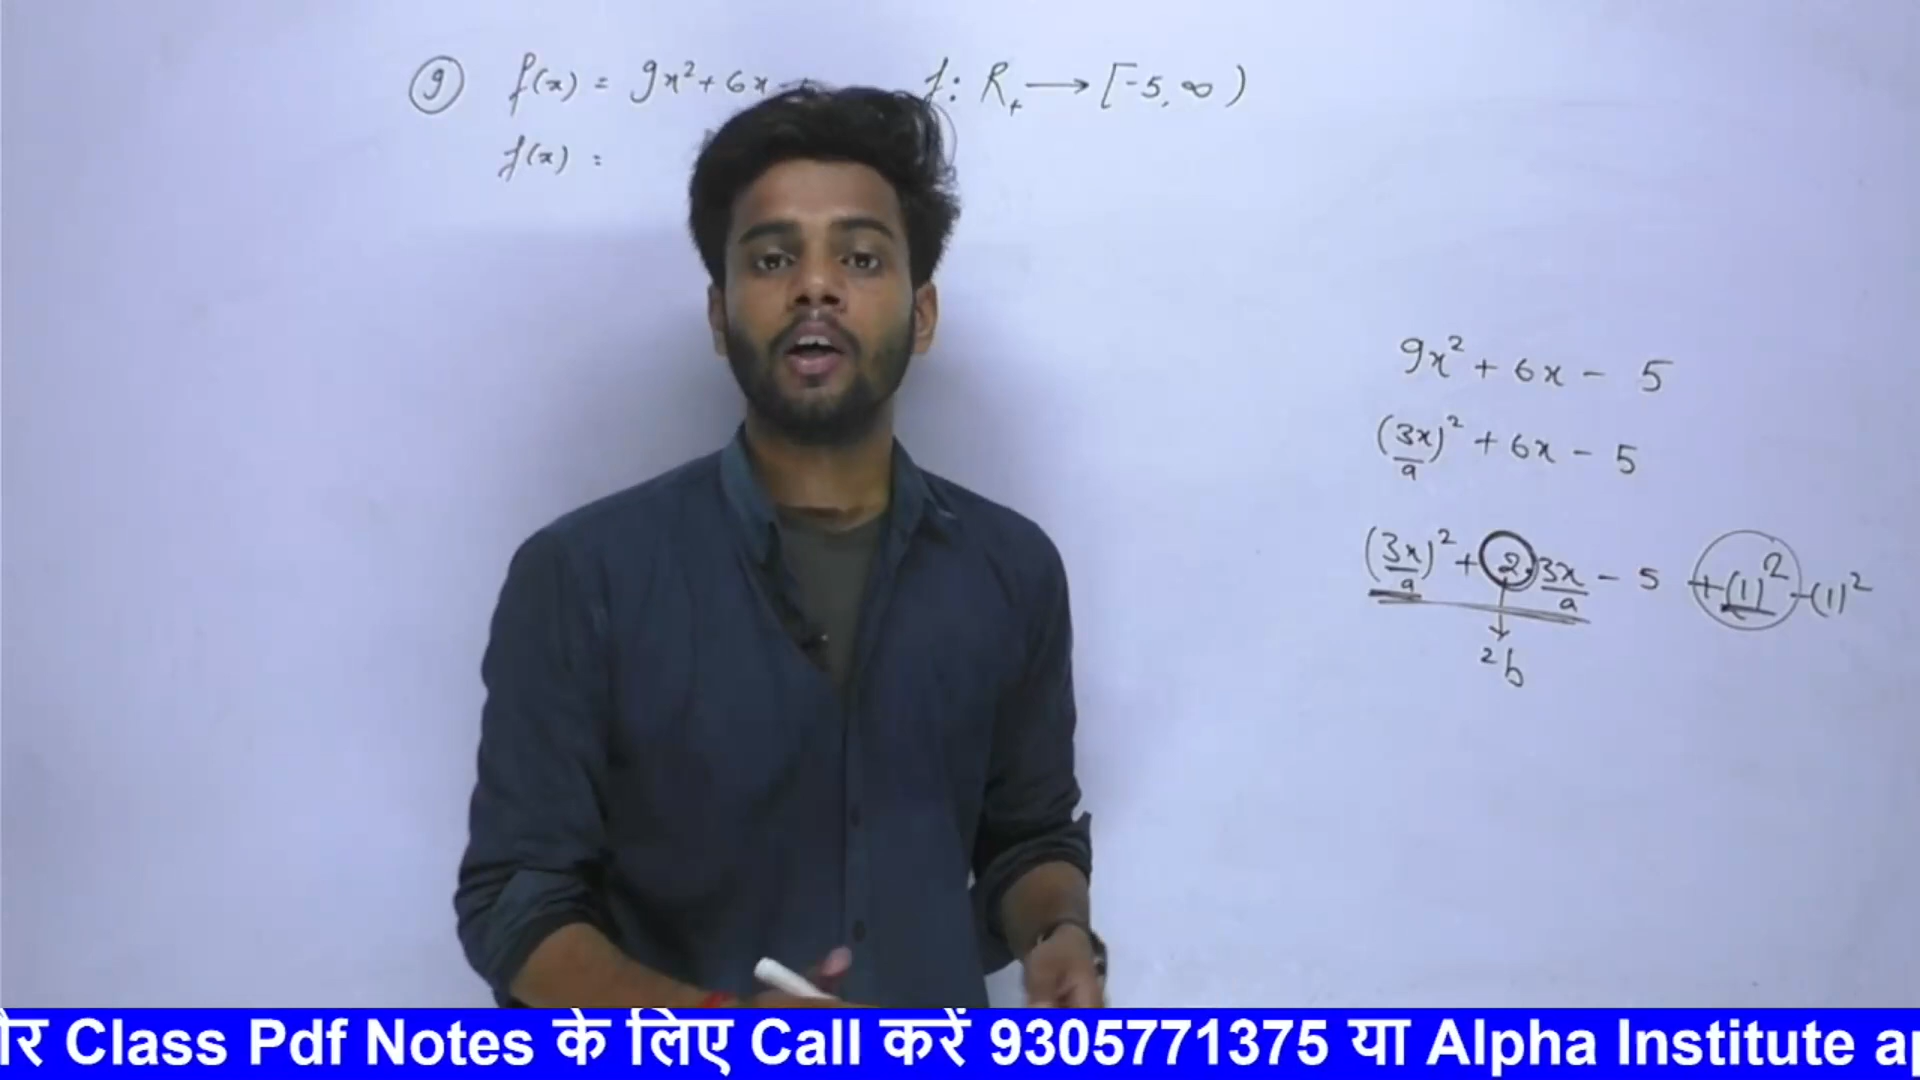 9 f(x) = 9x² + 6x f: R₊ → [-5, ∞)
f(x) =
9x² + 6x - 5
(3x)² + 6x - 5
a
(3x)² + 2.3x - 5 + (1)² - (1)²
a a
2b
Class Pdf Notes के लिए Call करें 9305771375 या Alpha Institute